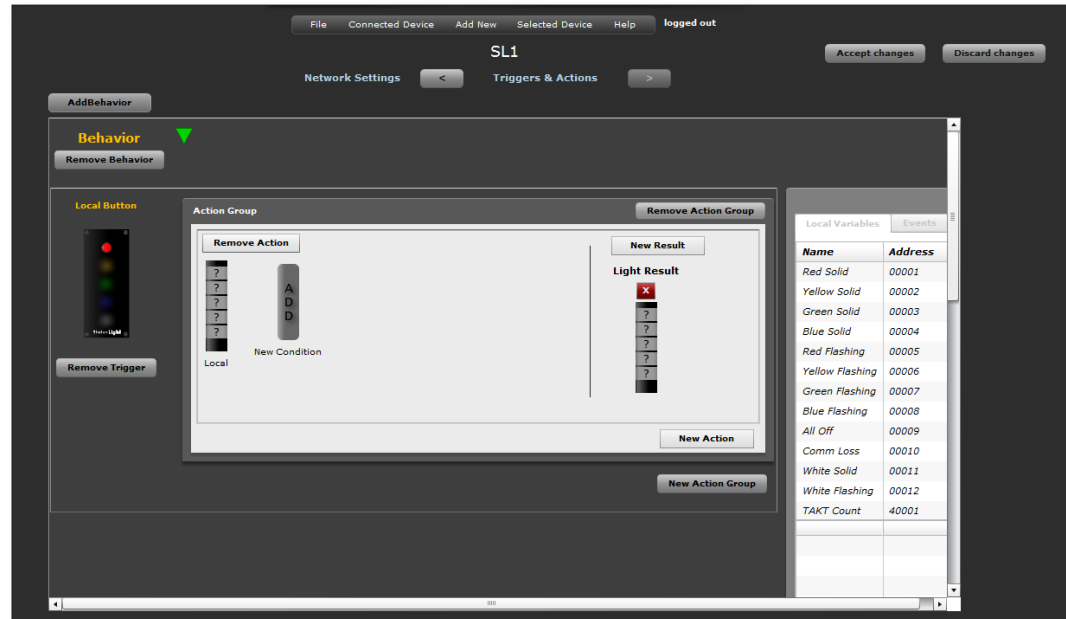 File Connected Device Add New Selected Device Help logged out
SL1
Accept changes Discard changes
Network Settings < Triggers & Actions >
AddBehavior
Behavior
Remove Behavior
Local Button
Action Group
Remove Action Group
Local Variables Events
Remove Action
New Result
Name Address
Light Result
Red Solid 00001
Yellow Solid 00002
Green Solid 00003
Blue Solid 00004
Red Flashing 00005
Yellow Flashing 00006
Green Flashing 00007
Blue Flashing 00008
All Off 00009
Comm Loss 00010
White Solid 00011
White Flashing 00012
TAKT Count 40001
?
?
?
?
?
Local
A
D
D
New Condition
X
?
?
?
?
?
StatusLight
Remove Trigger
New Action
New Action Group